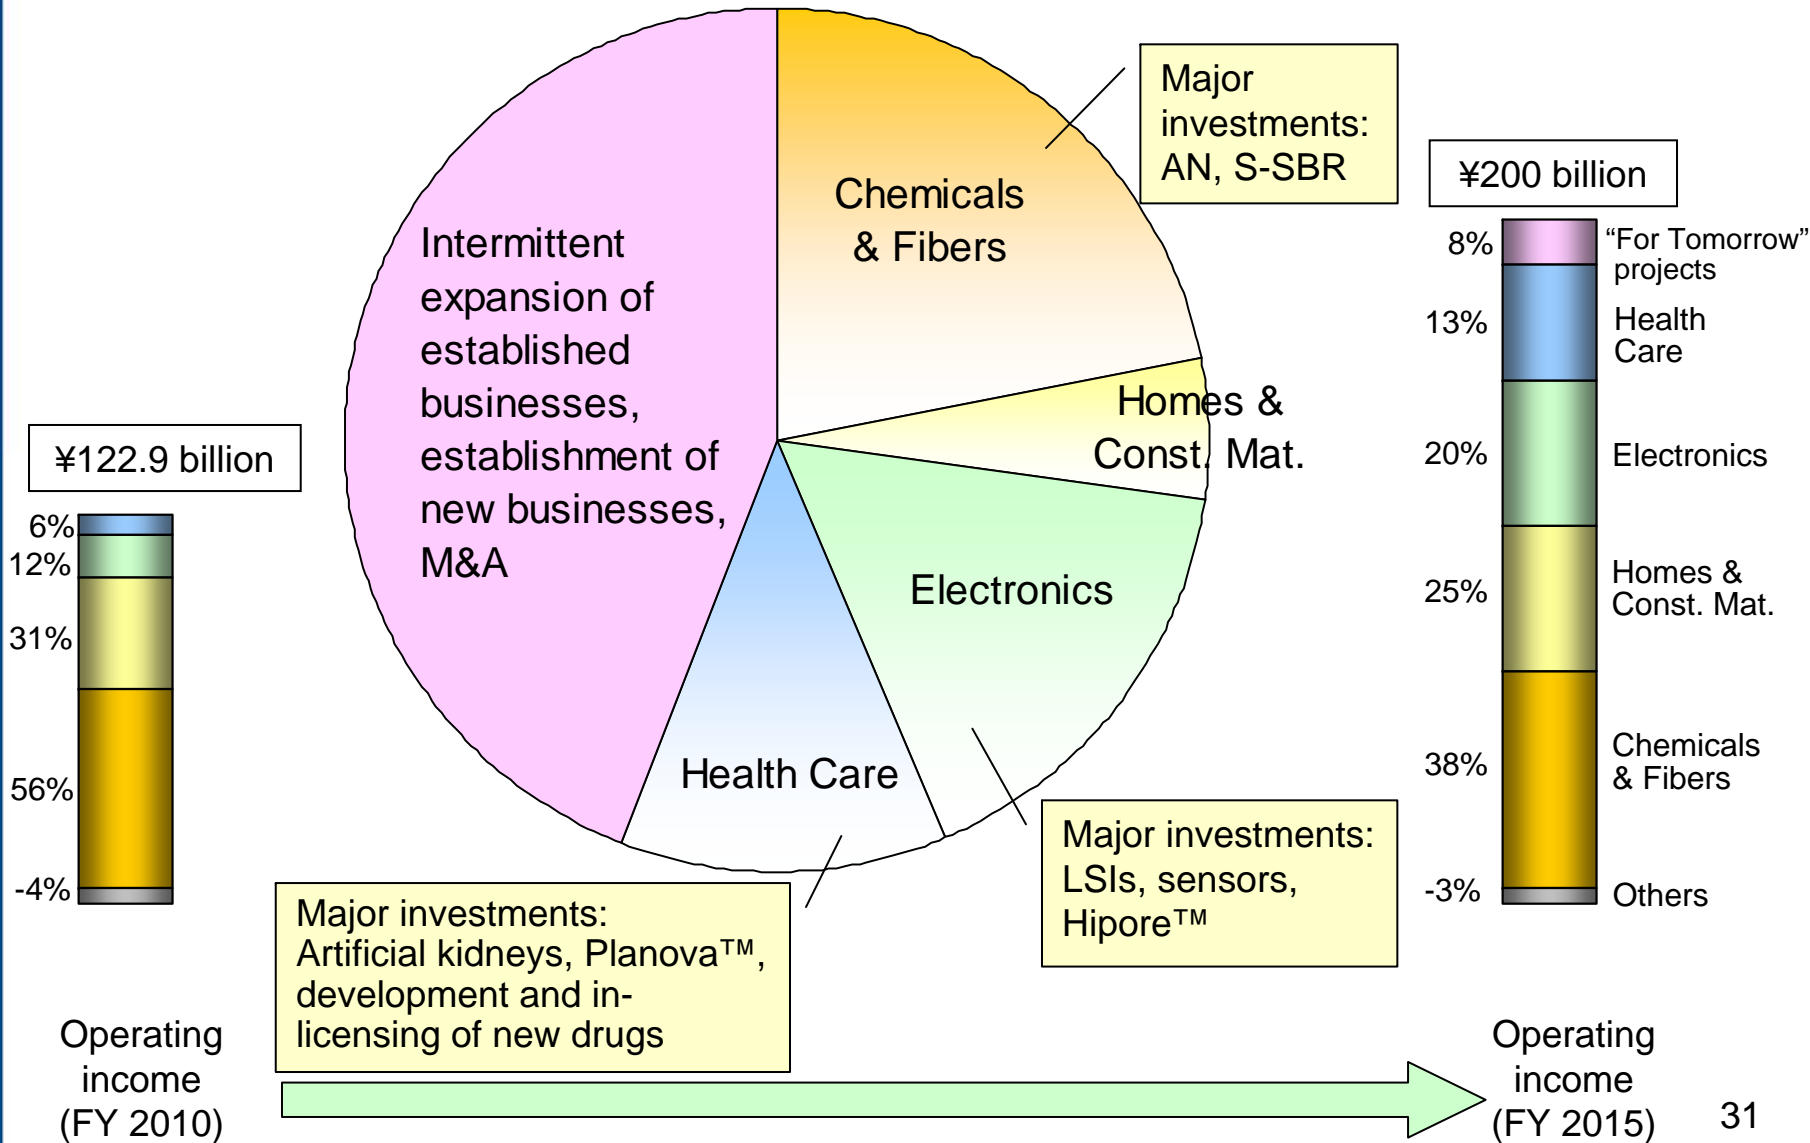 Major
investments:
AN, S-SBR
Chemicals
& Fibers
Intermittent
expansion of
established
businesses,
establishment of
new businesses,
M&A
Homes &
Const. Mat.
Electronics
Health Care
Major investments:
LSIs, sensors,
Hipore™
Major investments:
Artificial kidneys, Planova™,
development and in-
licensing of new drugs
¥122.9 billion
6%
12%
31%
56%
-4%
Operating
income
(FY 2010)
¥200 billion
8%
“For Tomorrow”
projects
13%
Health
Care
20%
Electronics
25%
Homes &
Const. Mat.
38%
Chemicals
& Fibers
-3%
Others
Operating
income
(FY 2015)
31